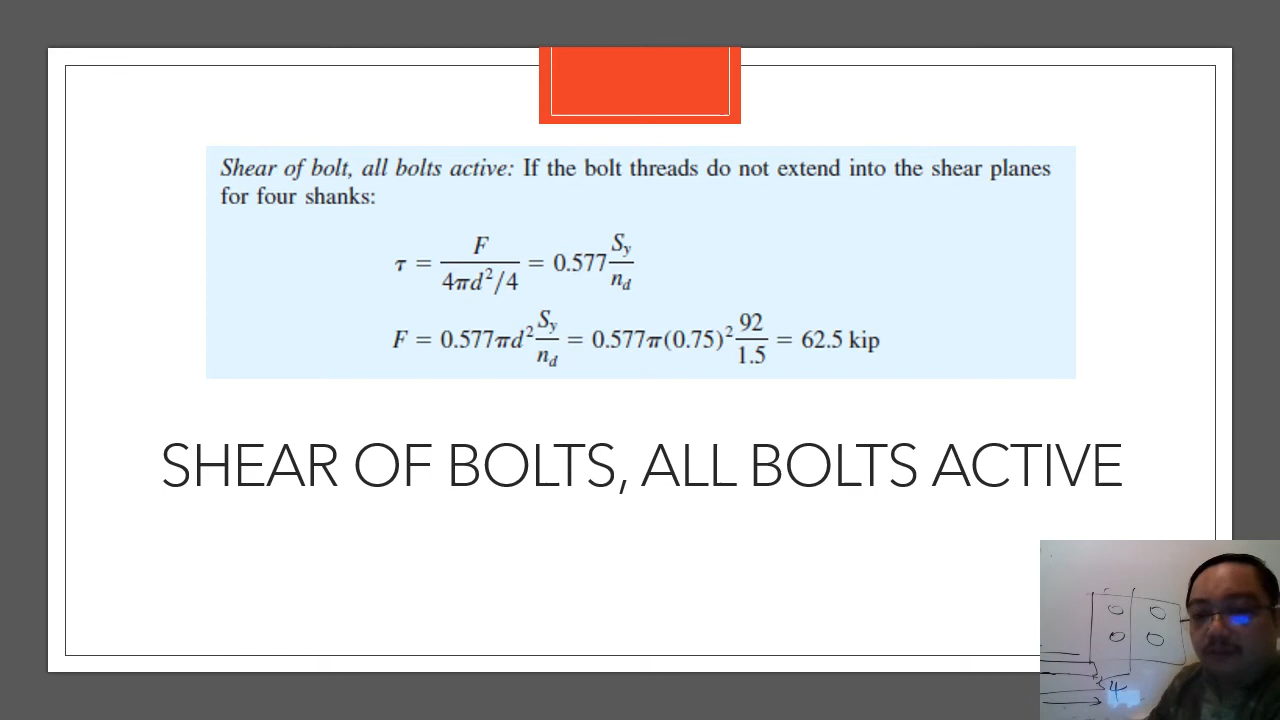 Shear of bolt, all bolts active: If the bolt threads do not extend into the shear planes
for four shanks:
τ = F / (4πd²/4) = 0.577 S_y / n_d
F = 0.577πd² S_y / n_d = 0.577π(0.75)² 92 / 1.5 = 62.5 kip
SHEAR OF BOLTS, ALL BOLTS ACTIVE
4